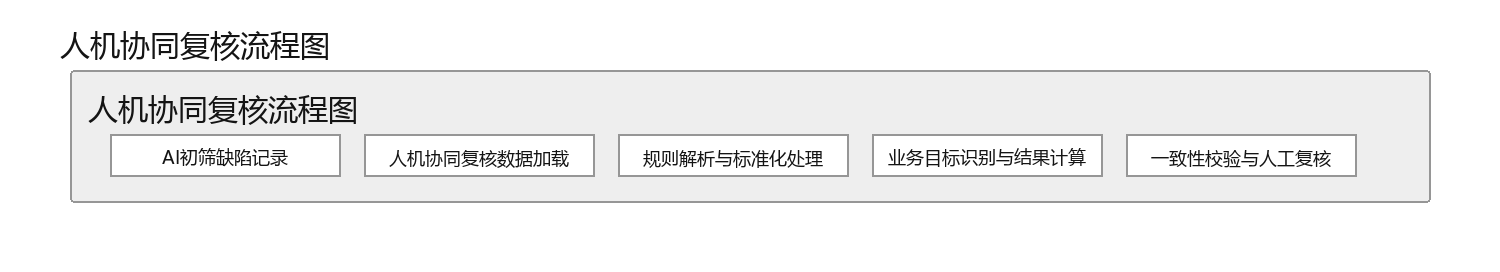 人机协同复核流程图
人机协同复核流程图
AI初筛缺陷记录
人机协同复核数据加载
规则解析与标准化处理
业务目标识别与结果计算
一致性校验与人工复核